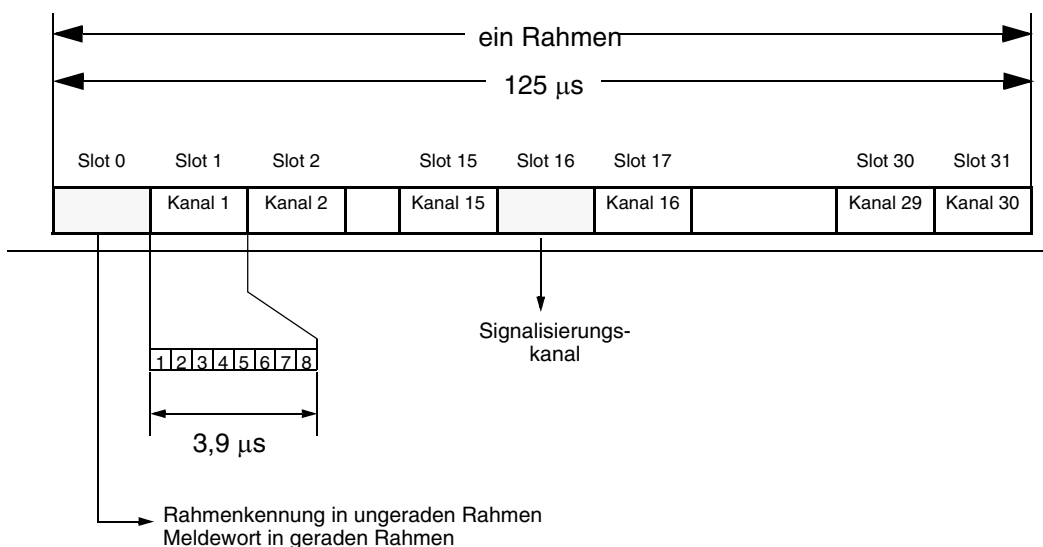 ein Rahmen
125 µs
Slot 0 Slot 1 Slot 2 Slot 15 Slot 16 Slot 17 Slot 30 Slot 31
Kanal 1 Kanal 2 Kanal 15 Kanal 16 Kanal 29 Kanal 30
Signalisierungs-
kanal
1 2 3 4 5 6 7 8
3,9 µs
Rahmenkennung in ungeraden Rahmen
Meldewort in geraden Rahmen